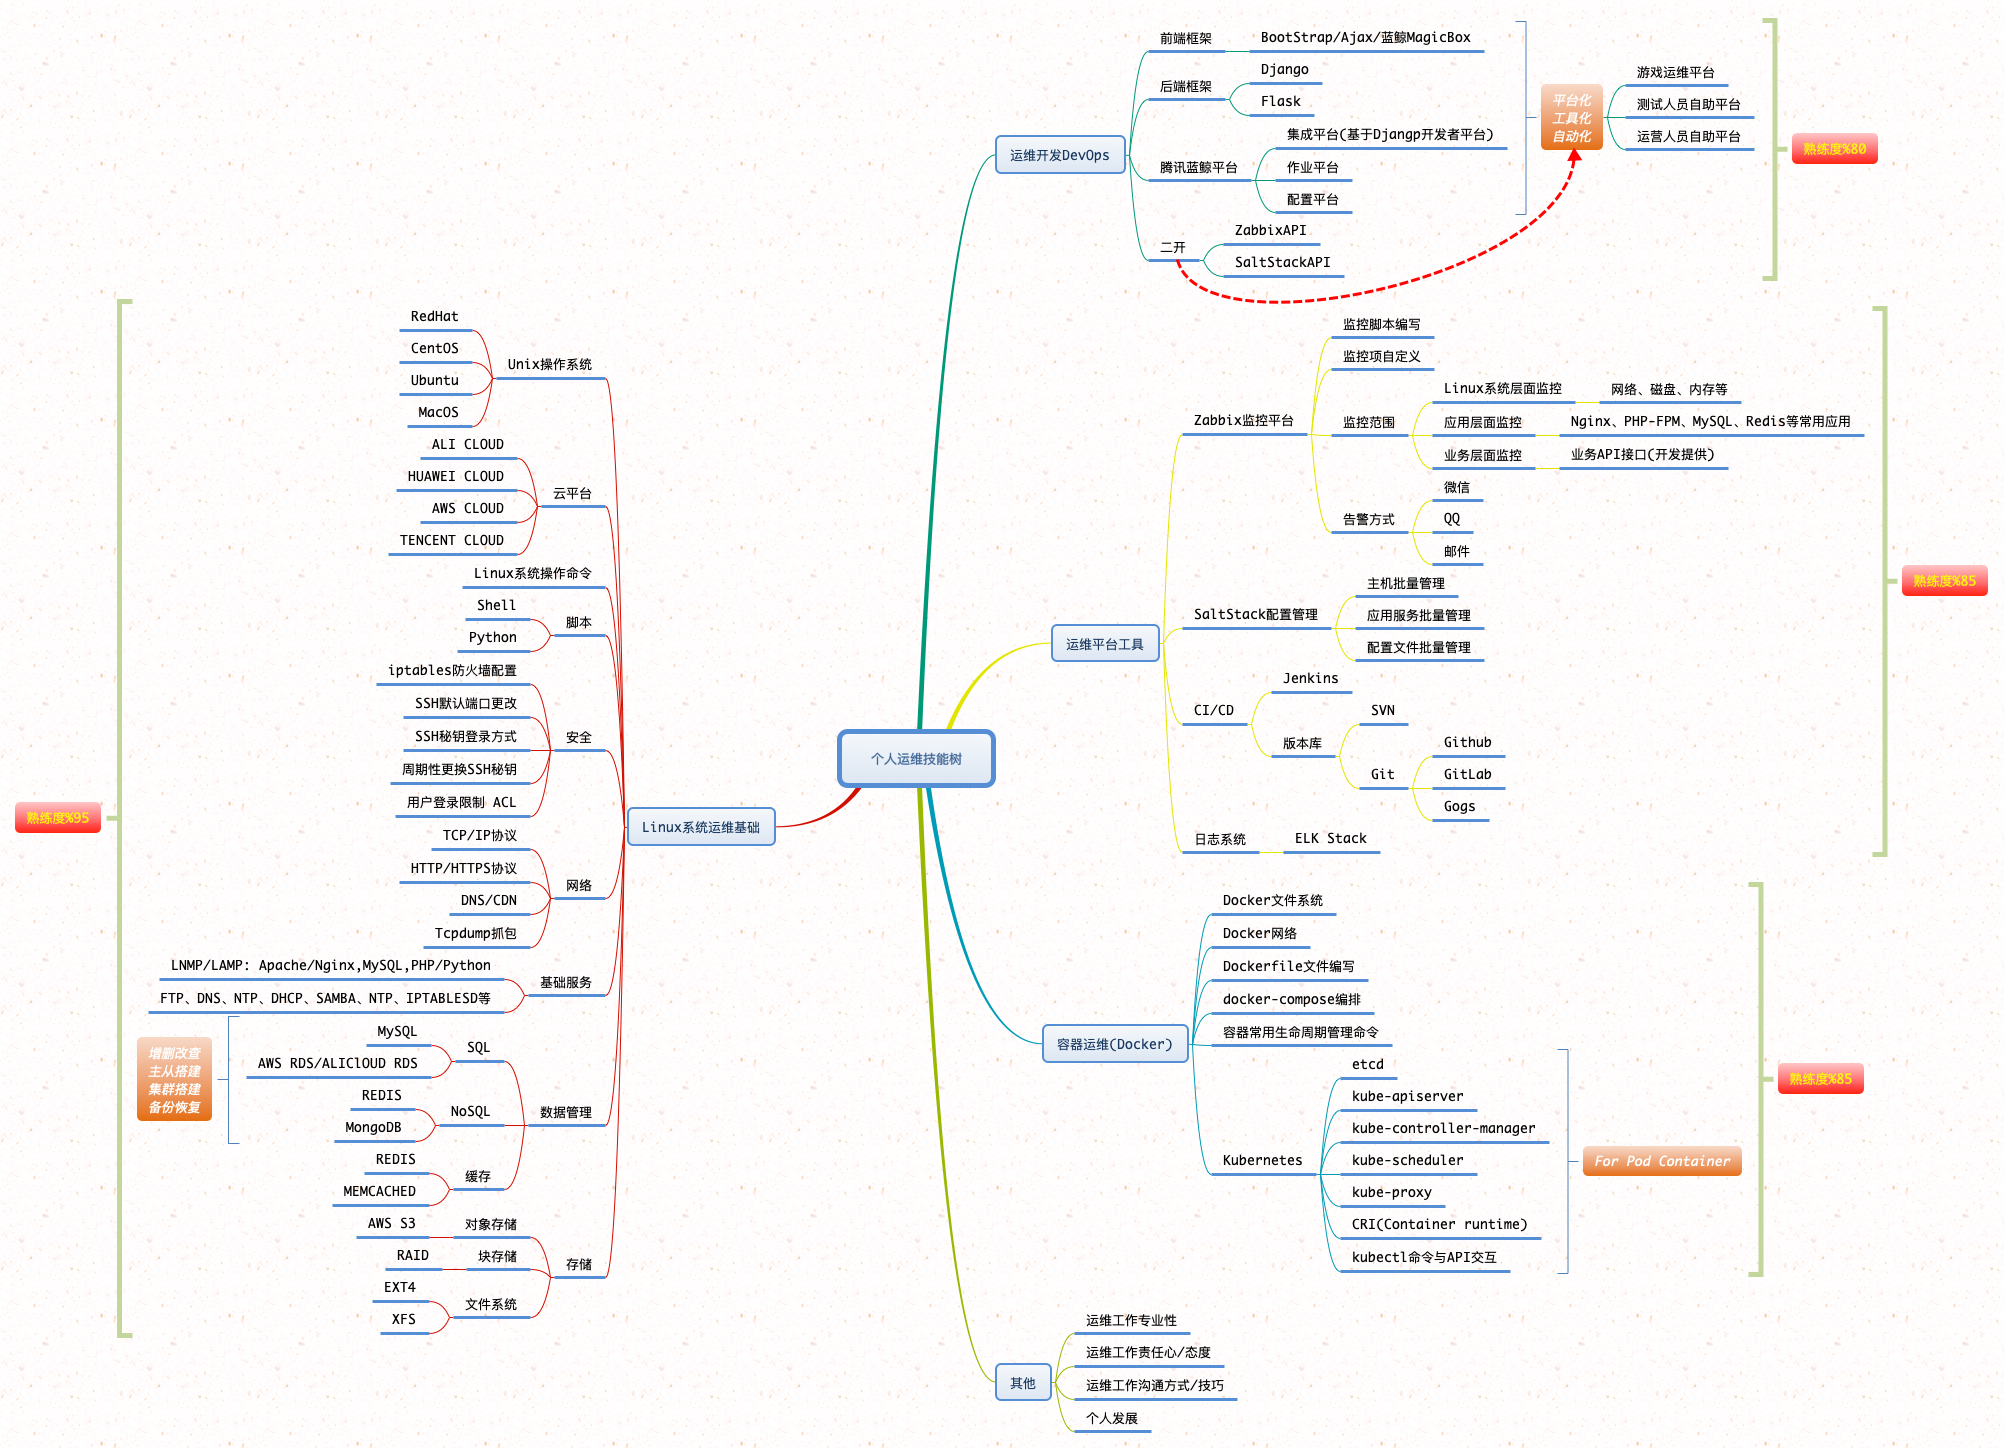 个人运维技能树
运维开发DevOps
前端框架
BootStrap/Ajax/蓝鲸MagicBox
后端框架
Django
Flask
腾讯蓝鲸平台
集成平台(基于Djangp开发者平台)
作业平台
配置平台
二开
ZabbixAPI
SaltStackAPI
平台化
工具化
自动化
游戏运维平台
测试人员自助平台
运营人员自助平台
熟练度%80
运维平台工具
Zabbix监控平台
监控脚本编写
监控项自定义
监控范围
Linux系统层面监控
网络、磁盘、内存等
应用层面监控
Nginx、PHP-FPM、MySQL、Redis等常用应用
业务层面监控
业务API接口(开发提供)
告警方式
微信
QQ
邮件
SaltStack配置管理
主机批量管理
应用服务批量管理
配置文件批量管理
CI/CD
Jenkins
版本库
SVN
Git
Github
GitLab
Gogs
日志系统
ELK Stack
熟练度%85
容器运维(Docker)
Docker文件系统
Docker网络
Dockerfile文件编写
docker-compose编排
容器常用生命周期管理命令
Kubernetes
etcd
kube-apiserver
kube-controller-manager
kube-scheduler
kube-proxy
CRI(Container runtime)
kubectl命令与API交互
For Pod Container
熟练度%85
其他
运维工作专业性
运维工作责任心/态度
运维工作沟通方式/技巧
个人发展
Linux系统运维基础
Unix操作系统
RedHat
CentOS
Ubuntu
MacOS
云平台
ALI CLOUD
HUAWEI CLOUD
AWS CLOUD
TENCENT CLOUD
Linux系统操作命令
脚本
Shell
Python
安全
iptables防火墙配置
SSH默认端口更改
SSH秘钥登录方式
周期性更换SSH秘钥
用户登录限制 ACL
网络
TCP/IP协议
HTTP/HTTPS协议
DNS/CDN
Tcpdump抓包
基础服务
LNMP/LAMP: Apache/Nginx,MySQL,PHP/Python
FTP、DNS、NTP、DHCP、SAMBA、NTP、IPTABLESD等
数据管理
SQL
MySQL
AWS RDS/ALIClOUD RDS
NoSQL
REDIS
MongoDB
增删改查
主从搭建
集群搭建
备份恢复
缓存
REDIS
MEMCACHED
存储
对象存储
AWS S3
块存储
RAID
文件系统
EXT4
XFS
熟练度%95